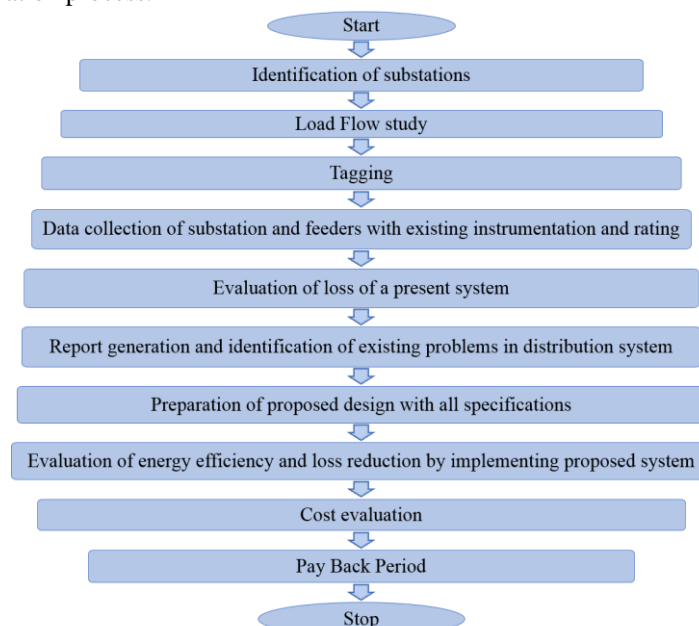 process.
Start
Identification of substations
Load Flow study
Tagging
Data collection of substation and feeders with existing instrumentation and rating
Evaluation of loss of a present system
Report generation and identification of existing problems in distribution system
Preparation of proposed design with all specifications
Evaluation of energy efficiency and loss reduction by implementing proposed system
Cost evaluation
Pay Back Period
Stop